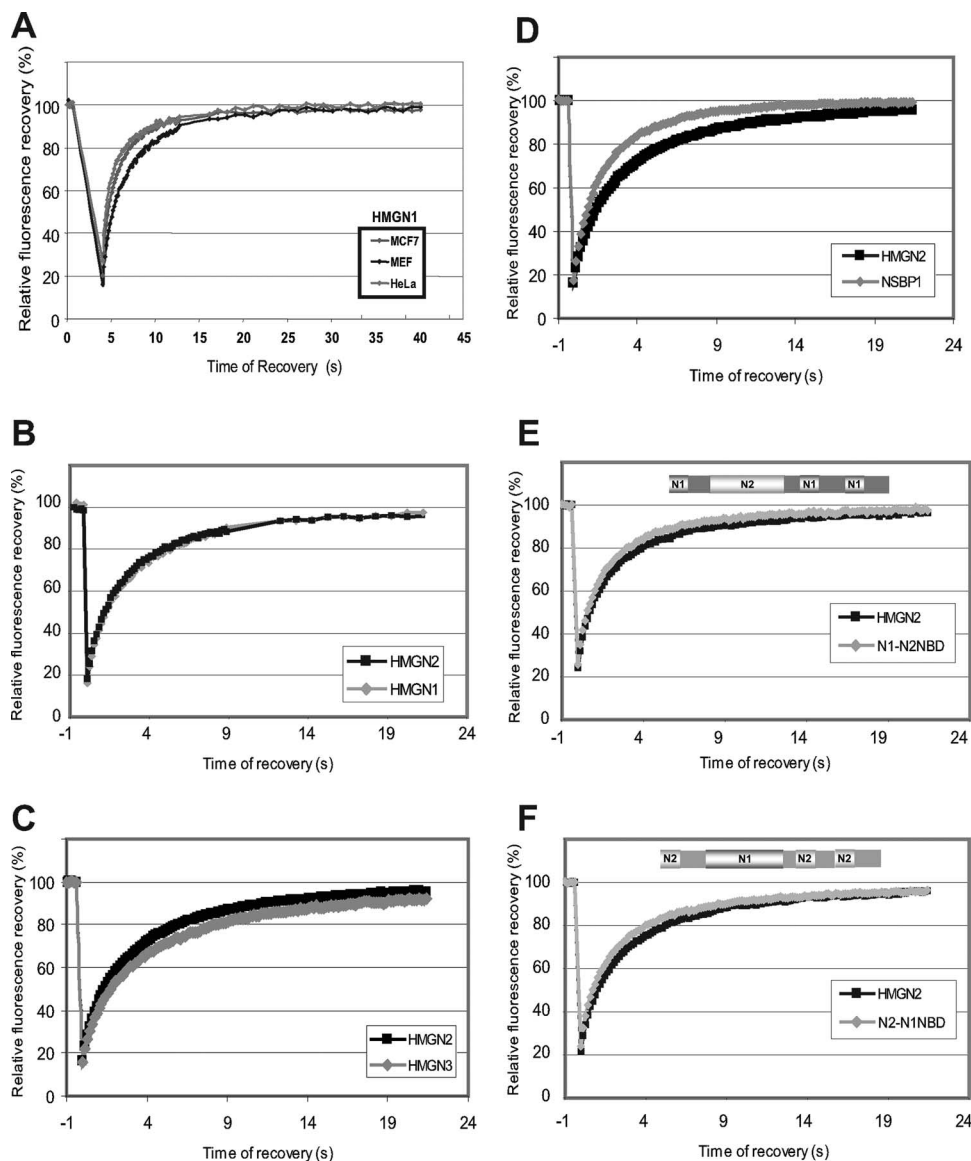 A
Relative fluorescence recovery (%)
120
100
80
60
40
20
0
0 5 10 15 20 25 30 35 40 45
Time of Recovery (s)
HMGN1
MCF7
MEF
HeLa
B
Relative fluorescence recovery (%)
100
80
60
40
20
0
-1 4 9 14 19 24
Time of recovery (s)
HMGN2
HMGN1
C
Relative fluorescence recovery (%)
100
80
60
40
20
0
-1 4 9 14 19 24
Time of recovery (s)
HMGN2
HMGN3
D
Relative fluorescence recovery (%)
120
100
80
60
40
20
0
-1 4 9 14 19 24
Time of recovery (s)
HMGN2
NSBP1
E
N1 N2 N1 N1
Relative fluorescence recovery (%)
100
80
60
40
20
0
-1 4 9 14 19 24
Time of recovery (s)
HMGN2
N1-N2NBD
F
N2 N1 N2 N2
Relative fluorescence recovery (%)
100
80
60
40
20
0
-1 4 9 14 19 24
Time of recovery (s)
HMGN2
N2-N1NBD